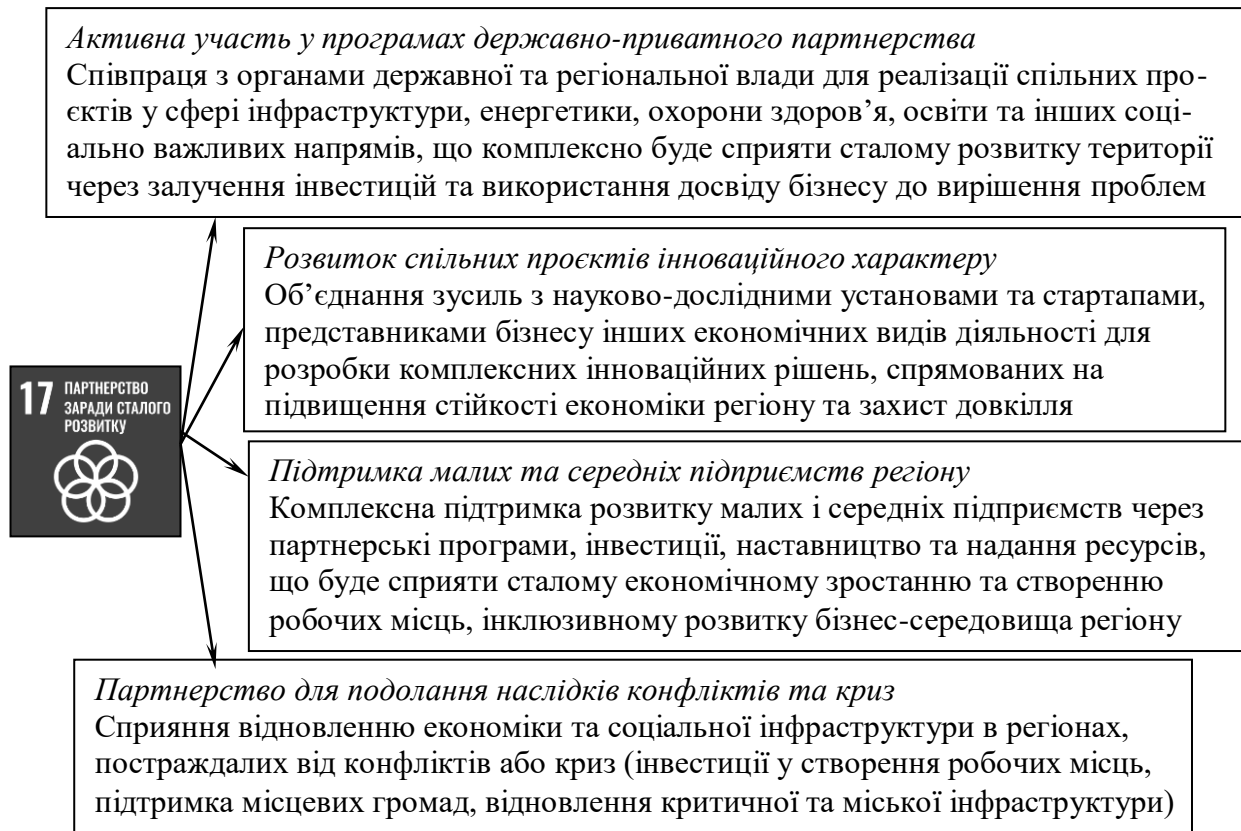 Активна участь у програмах державно-приватного партнерства
Співпраця з органами державної та регіональної влади для реалізації спільних про-
єктів у сфері інфраструктури, енергетики, охорони здоров’я, освіти та інших соці-
ально важливих напрямів, що комплексно буде сприяти сталому розвитку території
через залучення інвестицій та використання досвіду бізнесу до вирішення проблем
Розвиток спільних проєктів інноваційного характеру
Об’єднання зусиль з науково-дослідними установами та стартапами,
представниками бізнесу інших економічних видів діяльності для
розробки комплексних інноваційних рішень, спрямованих на
підвищення стійкості економіки регіону та захист довкілля
17 ПАРТНЕРСТВО
ЗАРАДИ СТАЛОГО
РОЗВИТКУ
Підтримка малих та середніх підприємств регіону
Комплексна підтримка розвитку малих і середніх підприємств через
партнерські програми, інвестиції, наставництво та надання ресурсів,
що буде сприяти сталому економічному зростанню та створенню
робочих місць, інклюзивному розвитку бізнес-середовища регіону
Партнерство для подолання наслідків конфліктів та криз
Сприяння відновленню економіки та соціальної інфраструктури в регіонах,
постраждалих від конфліктів або криз (інвестиції у створення робочих місць,
підтримка місцевих громад, відновлення критичної та міської інфраструктури)